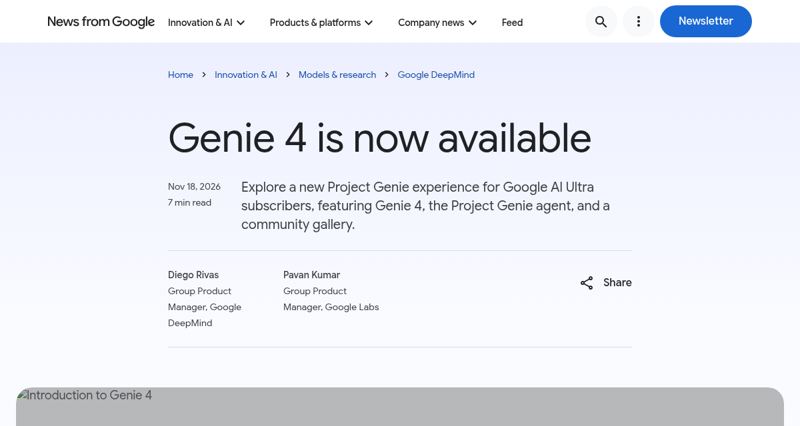 News from Google
Innovation & AI
Products & platforms
Company news
Feed
Newsletter
Home > Innovation & AI > Models & research > Google DeepMind
Genie 4 is now available
Nov 18, 2026
7 min read
Explore a new Project Genie experience for Google AI Ultra
subscribers, featuring Genie 4, the Project Genie agent, and a
community gallery.
Diego Rivas
Group Product
Manager, Google
DeepMind
Pavan Kumar
Group Product
Manager, Google Labs
Share
Introduction to Genie 4